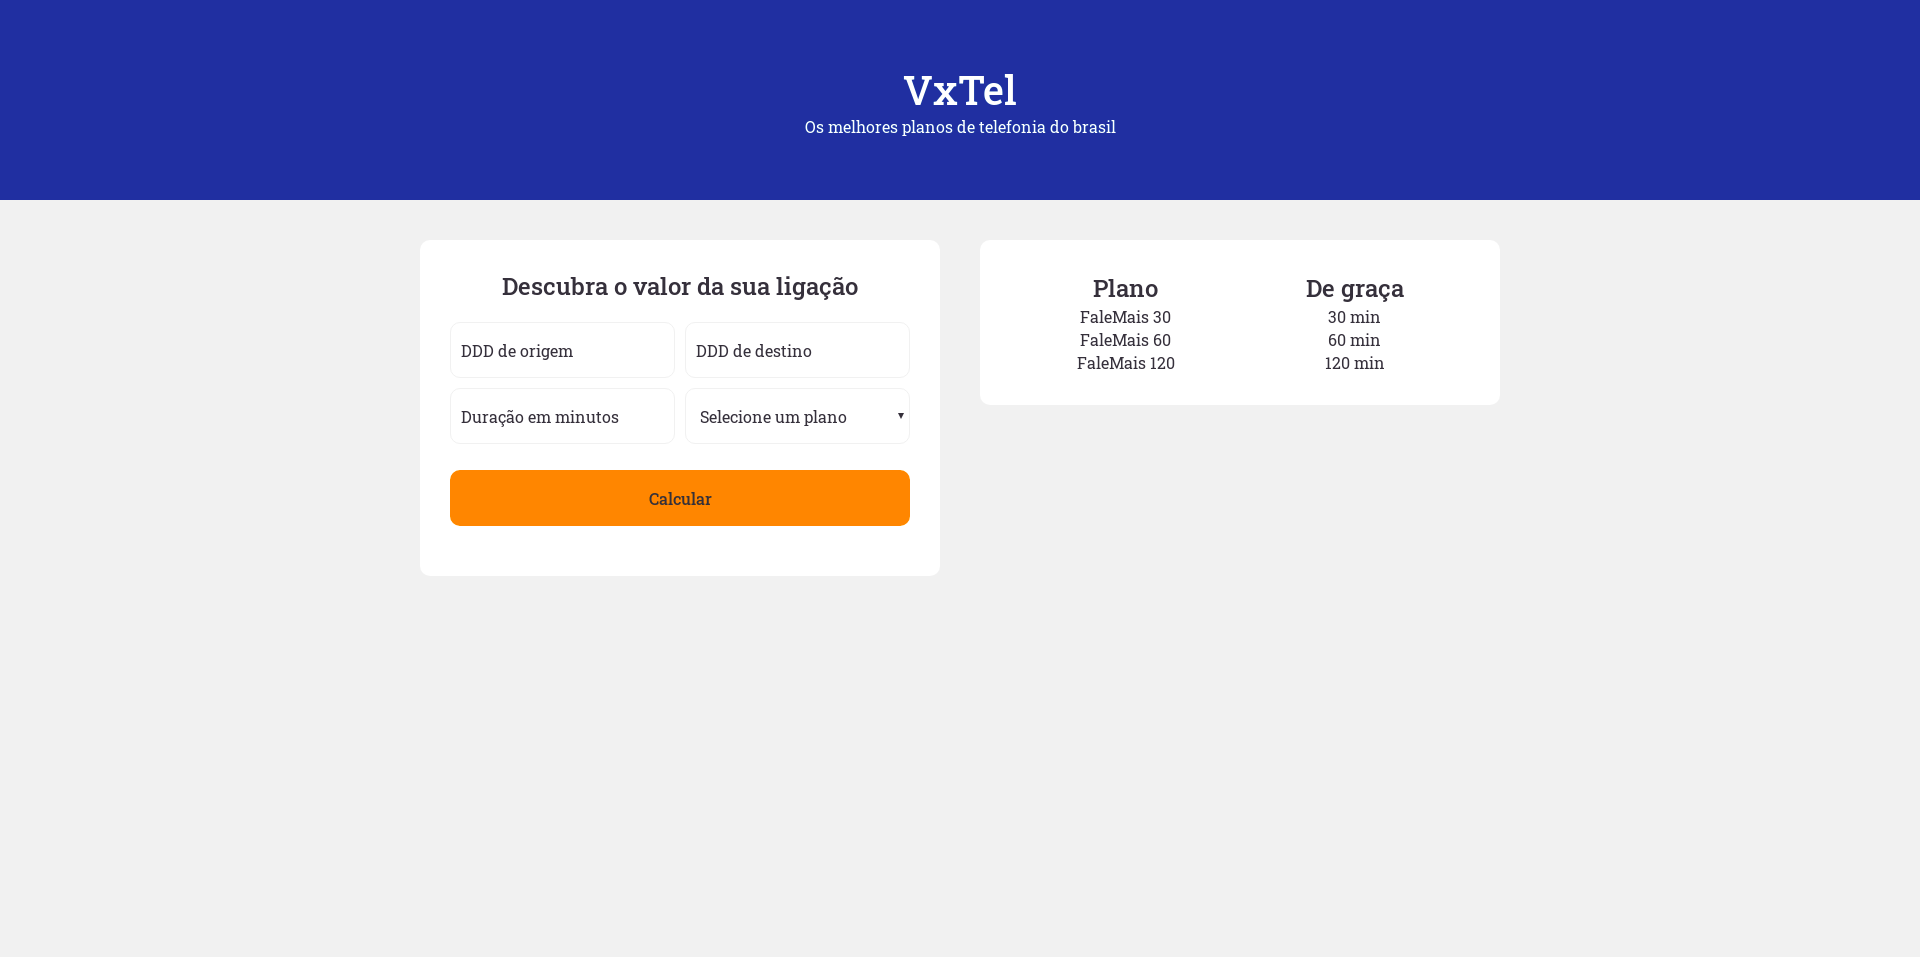 VxTel
Os melhores planos de telefonia do brasil
Descubra o valor da sua ligação
DDD de origem
DDD de destino
Duração em minutos
Selecione um plano
Calcular
Plano De graça
FaleMais 30 30 min
FaleMais 60 60 min
FaleMais 120 120 min